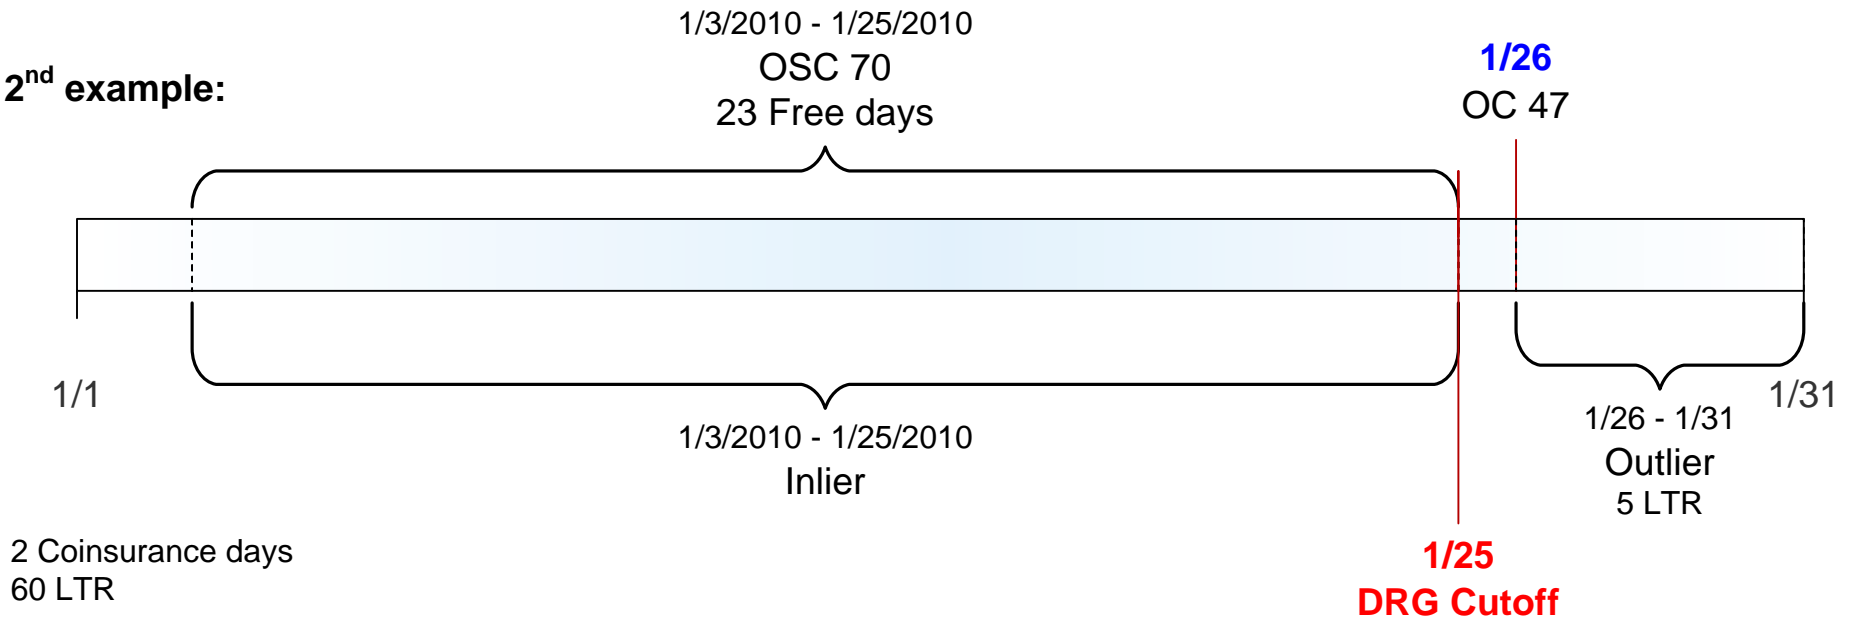 1/3/2010 - 1/25/2010
OSC 70
23 Free days
2nd example:
1/26
OC 47
1/1
1/31
1/3/2010 - 1/25/2010
Inlier
1/26 - 1/31
Outlier
5 LTR
2 Coinsurance days
60 LTR
1/25
DRG Cutoff